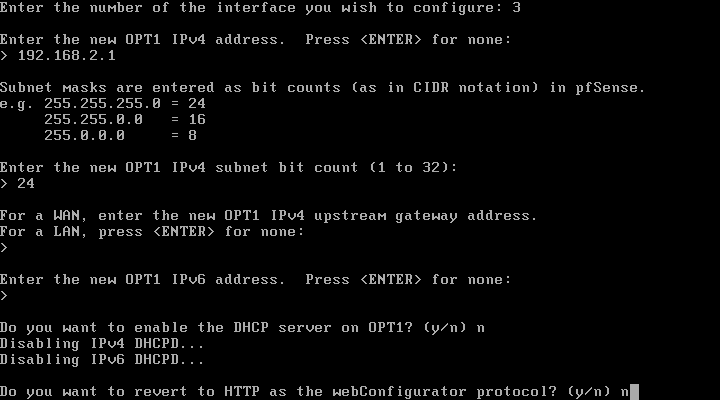 Enter the number of the interface you wish to configure: 3
Enter the new OPT1 IPv4 address.  Press <ENTER> for none:
> 192.168.2.1
Subnet masks are entered as bit counts (as in CIDR notation) in pfSense.
e.g. 255.255.255.0 = 24
     255.255.0.0   = 16
     255.0.0.0     = 8
Enter the new OPT1 IPv4 subnet bit count (1 to 32):
> 24
For a WAN, enter the new OPT1 IPv4 upstream gateway address.
For a LAN, press <ENTER> for none:
>
Enter the new OPT1 IPv6 address.  Press <ENTER> for none:
>
Do you want to enable the DHCP server on OPT1? (y/n) n
Disabling IPv4 DHCPD...
Disabling IPv6 DHCPD...
Do you want to revert to HTTP as the webConfigurator protocol? (y/n) n